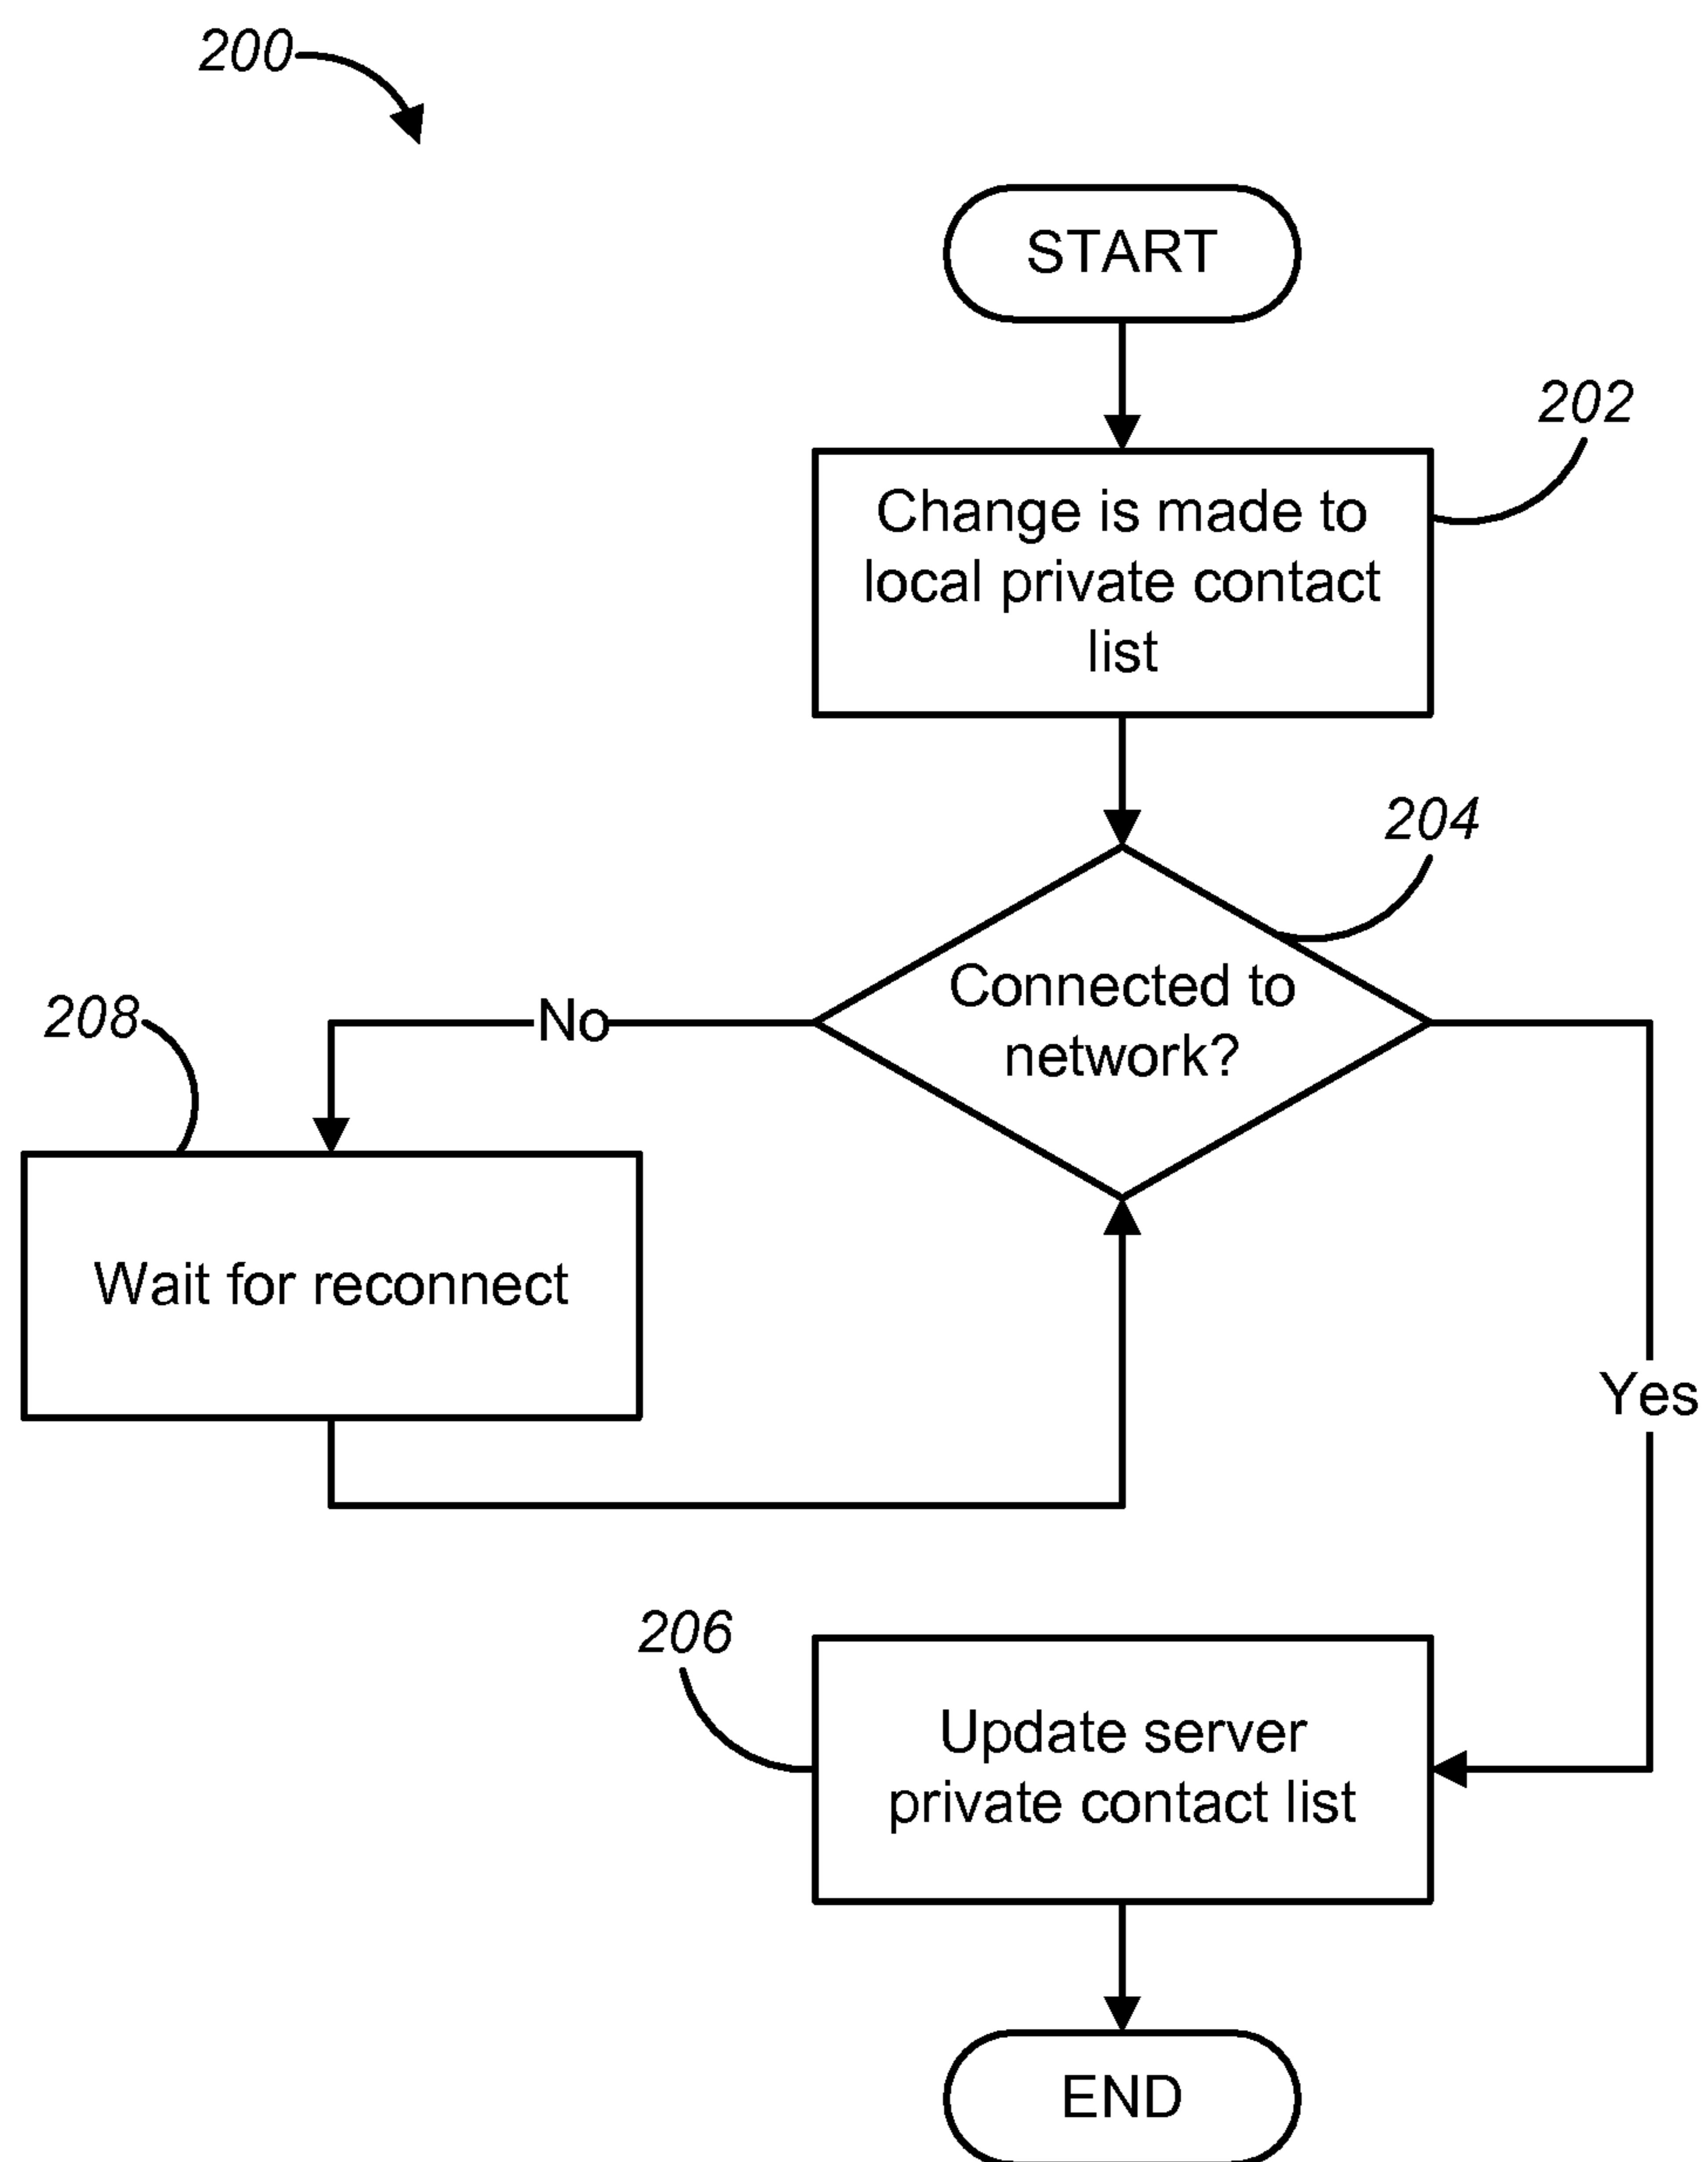 200
START
202
Change is made to
local private contact
list
204
Connected to
network?
No
208
Wait for reconnect
Yes
206
Update server
private contact list
END